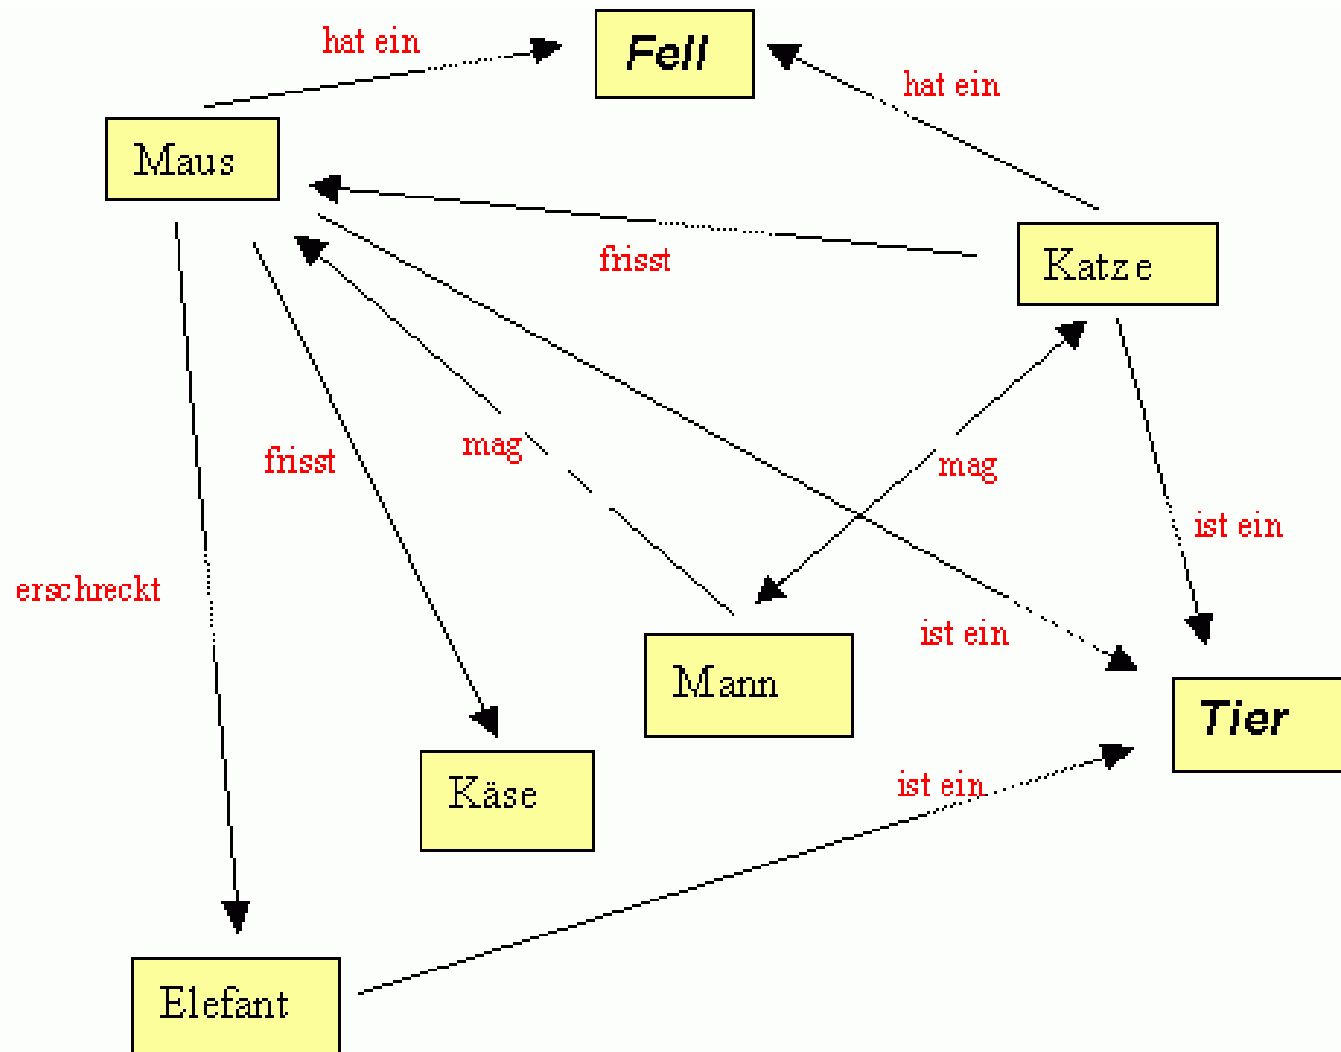 hat ein
Fell
hat ein
Maus
frisst
Katze
frisst
mag
mag
ist ein
erschreckt
ist ein
Mann
Tier
Käse
ist ein
Elefant